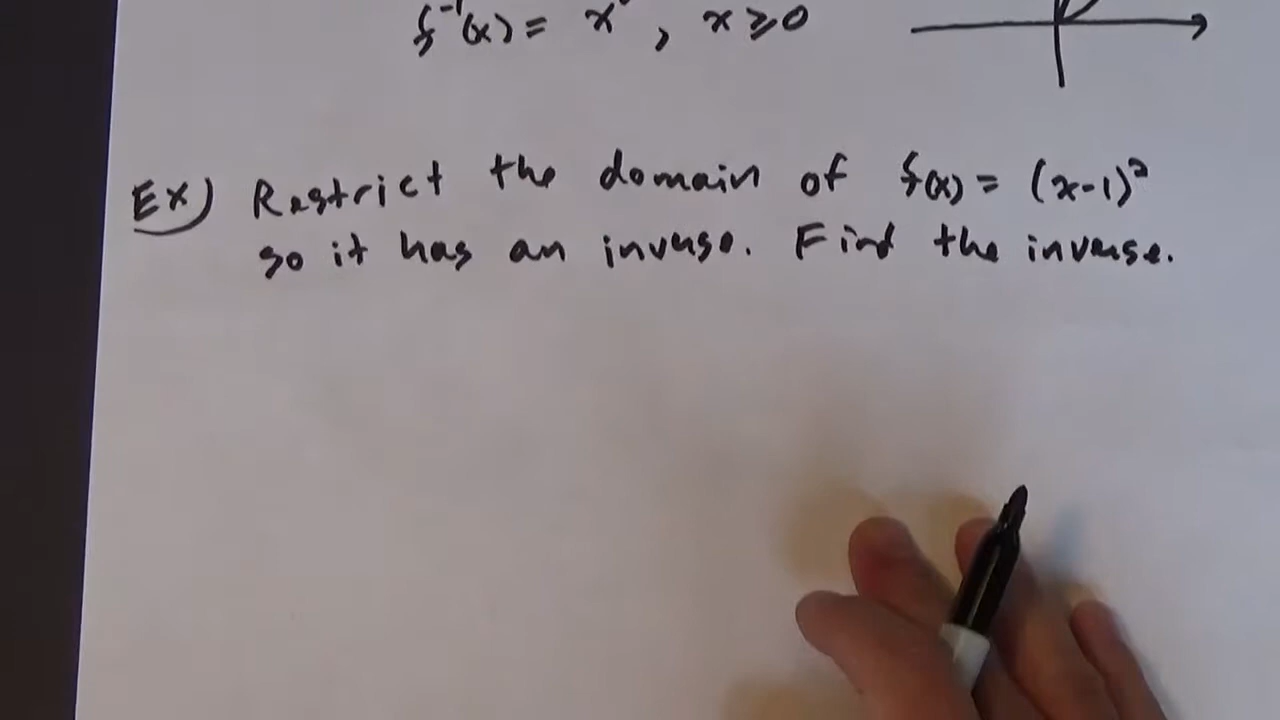 f⁻¹(x) = x² , x ≥ 0
Ex) Restrict the domain of f(x) = (x-1)²
so it has an inverse. Find the inverse.